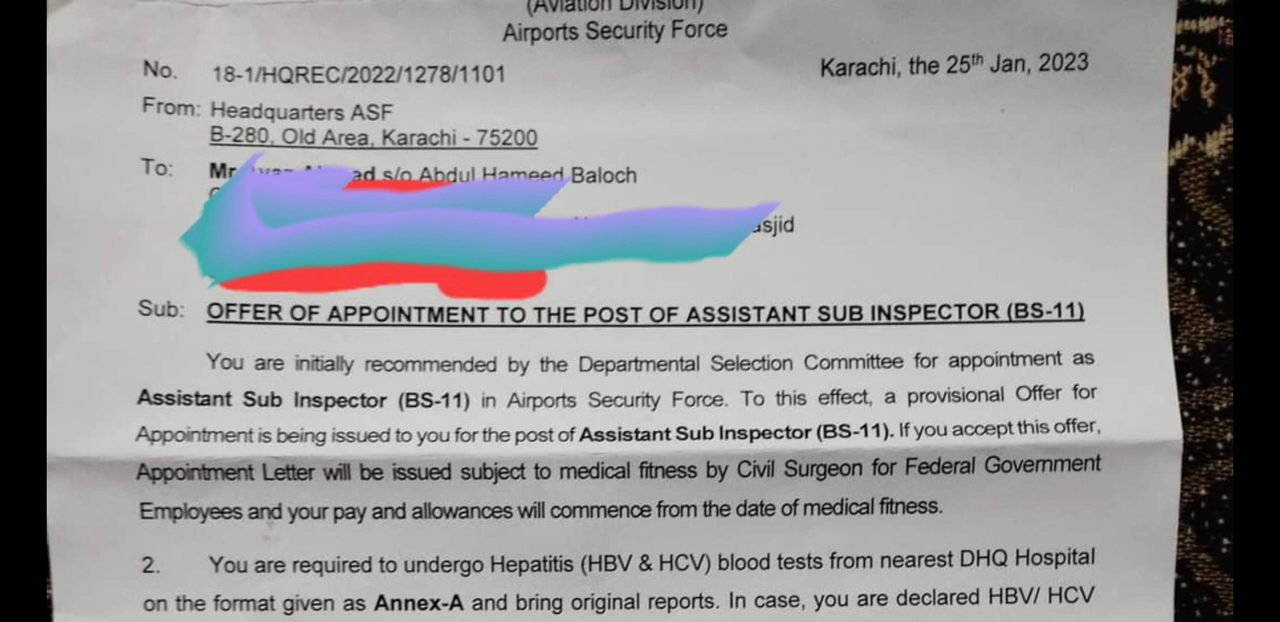 (Aviation Division)
Airports Security Force
No. 18-1/HQREC/2022/1278/1101
Karachi, the 25th Jan, 2023
From: Headquarters ASF
B-280, Old Area, Karachi - 75200
To: Mr s/o Abdul Hameed Baloch
Sub: OFFER OF APPOINTMENT TO THE POST OF ASSISTANT SUB INSPECTOR (BS-11)
You are initially recommended by the Departmental Selection Committee for appointment as
Assistant Sub Inspector (BS-11) in Airports Security Force. To this effect, a provisional Offer for
Appointment is being issued to you for the post of Assistant Sub Inspector (BS-11). If you accept this offer,
Appointment Letter will be issued subject to medical fitness by Civil Surgeon for Federal Government
Employees and your pay and allowances will commence from the date of medical fitness.
2. You are required to undergo Hepatitis (HBV & HCV) blood tests from nearest DHQ Hospital
on the format given as Annex-A and bring original reports. In case, you are declared HBV/ HCV